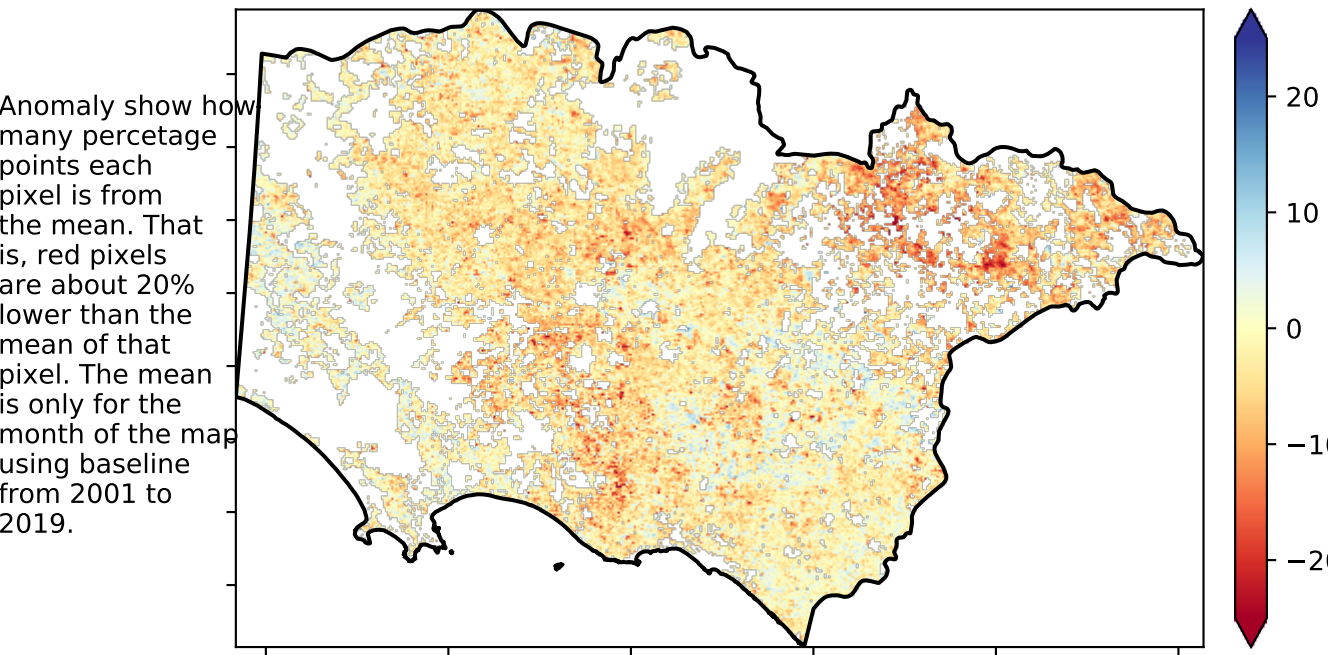 Anomaly show how
many percetage
points each
pixel is from
the mean. That
is, red pixels
are about 20%
lower than the
mean of that
pixel. The mean
is only for the
month of the map
using baseline
from 2001 to
2019.
20
10
0
−10
−20